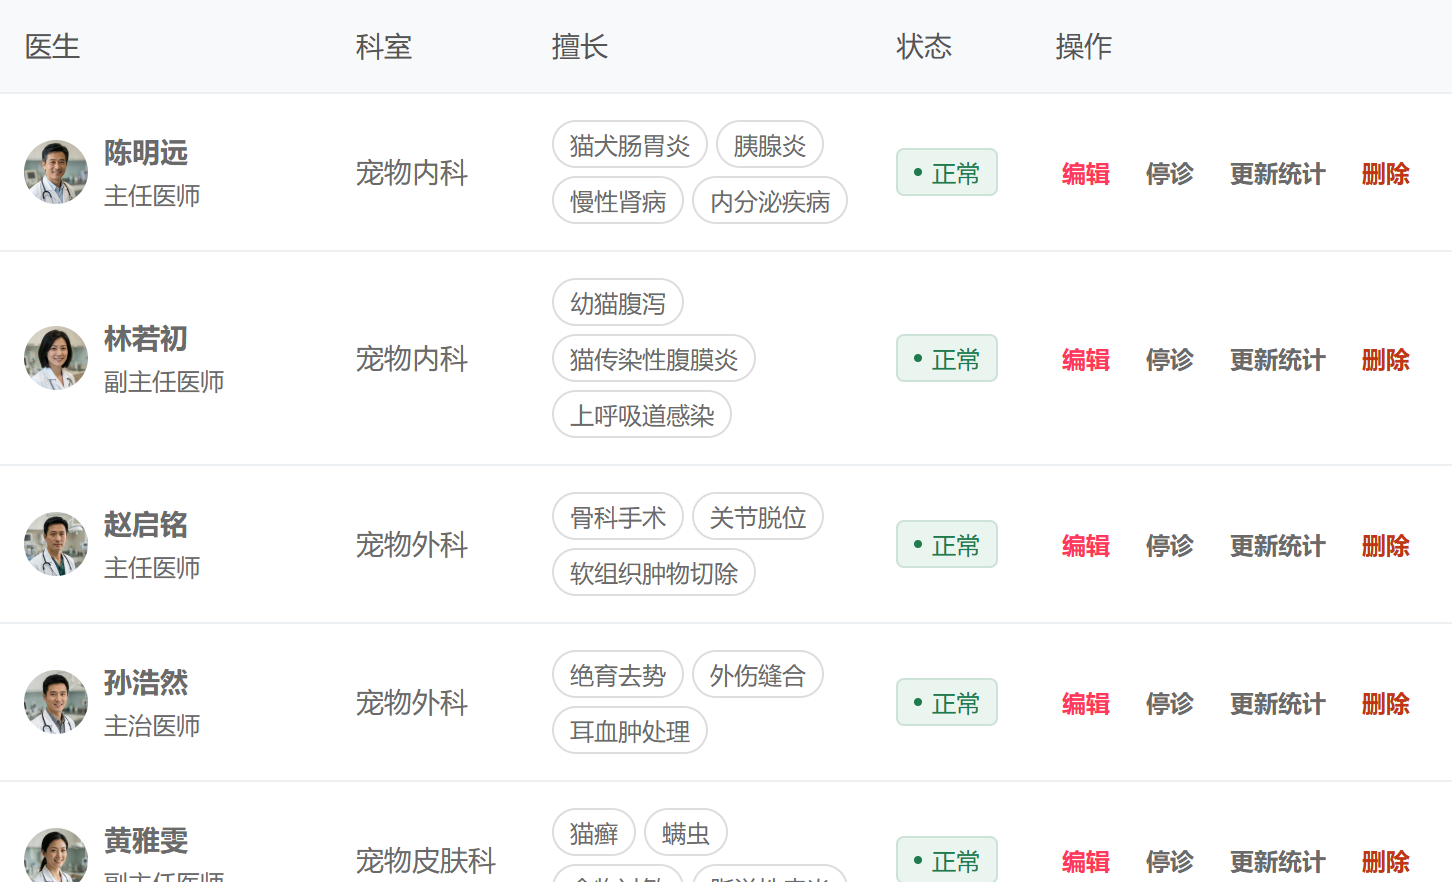 医生 科室 擅长 状态 操作
陈明远
主任医师
宠物内科
猫犬肠胃炎 胰腺炎
慢性肾病 内分泌疾病
正常
编辑 停诊 更新统计 删除
林若初
副主任医师
宠物内科
幼猫腹泻
猫传染性腹膜炎
上呼吸道感染
正常
编辑 停诊 更新统计 删除
赵启铭
主任医师
宠物外科
骨科手术 关节脱位
软组织肿物切除
正常
编辑 停诊 更新统计 删除
孙浩然
主治医师
宠物外科
绝育去势 外伤缝合
耳血肿处理
正常
编辑 停诊 更新统计 删除
黄雅雯
副主任医师
宠物皮肤科
猫癣 螨虫
正常
编辑 停诊 更新统计 删除